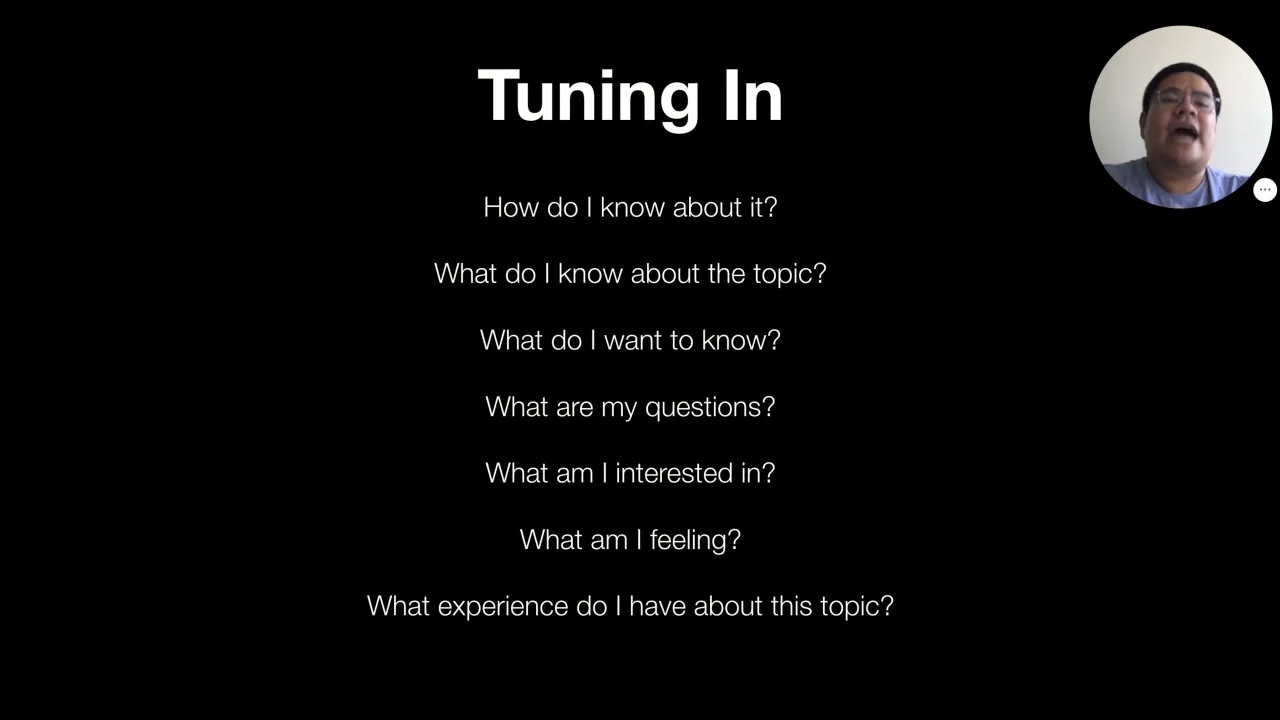 Tuning In
How do I know about it?
What do I know about the topic?
What do I want to know?
What are my questions?
What am I interested in?
What am I feeling?
What experience do I have about this topic?